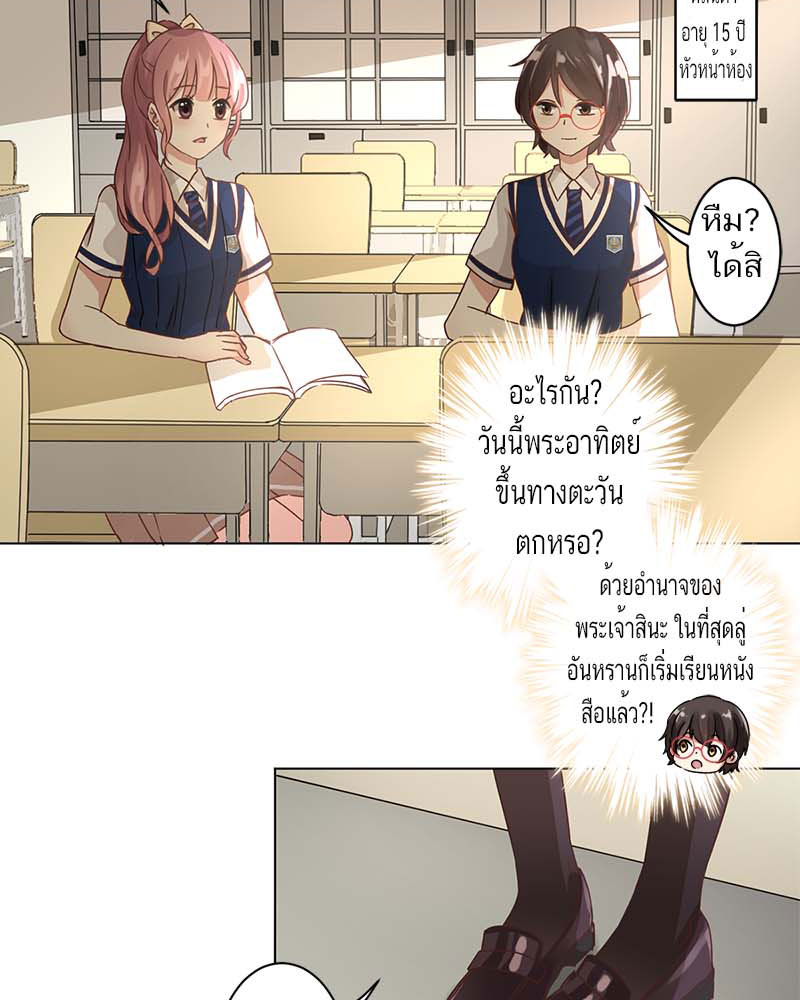 อายุ 15 ปี
หัวหน้าห้อง
หืม?
ได้สิ
อะไรกัน?
วันนี้พระอาทิตย์
ขึ้นทางตะวัน
ตกหรอ?
ด้วยอำนาจของ
พระเจ้าสินะ ในที่สุดลู่
อันหรานก็เริ่มเรียนหนัง
สือแล้ว?!